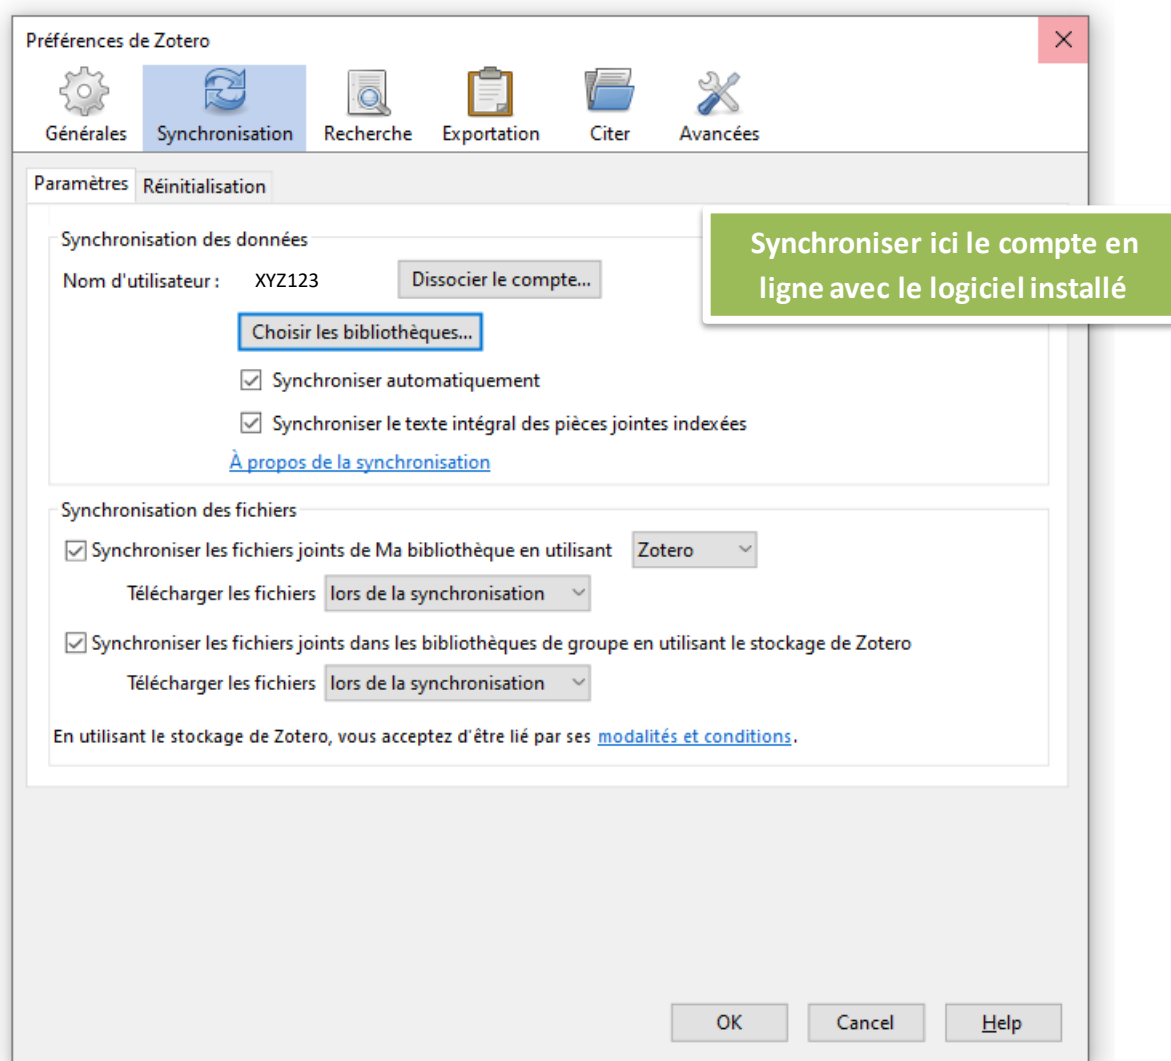 Préférences de Zotero
Générales Synchronisation Recherche Exportation Citer Avancées
Paramètres Réinitialisation
Synchronisation des données
Synchroniser ici le compte en
ligne avec le logiciel installé
Nom d'utilisateur : XYZ123 Dissocier le compte...
Choisir les bibliothèques...
Synchroniser automatiquement
Synchroniser le texte intégral des pièces jointes indexées
À propos de la synchronisation
Synchronisation des fichiers
Synchroniser les fichiers joints de Ma bibliothèque en utilisant Zotero
Télécharger les fichiers lors de la synchronisation
Synchroniser les fichiers joints dans les bibliothèques de groupe en utilisant le stockage de Zotero
Télécharger les fichiers lors de la synchronisation
En utilisant le stockage de Zotero, vous acceptez d'être lié par ses modalités et conditions.
OK Cancel Help